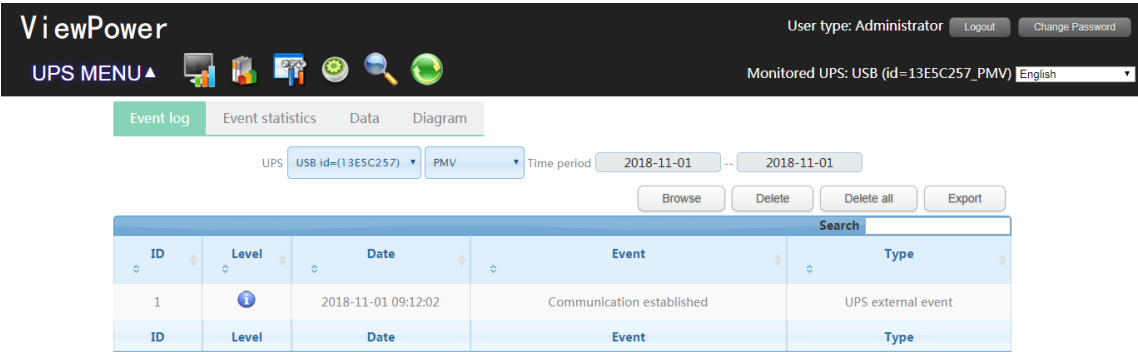 ViewPower
User type: Administrator Logout Change Password
UPS MENU▲
Monitored UPS: USB (id=13E5C257_PMV) English
Event log Event statistics Data Diagram
UPS USB id=(13E5C257) PMV Time period 2018-11-01 -- 2018-11-01
Browse Delete Delete all Export
Search
ID Level Date Event Type
1 2018-11-01 09:12:02 Communication established UPS external event
ID Level Date Event Type